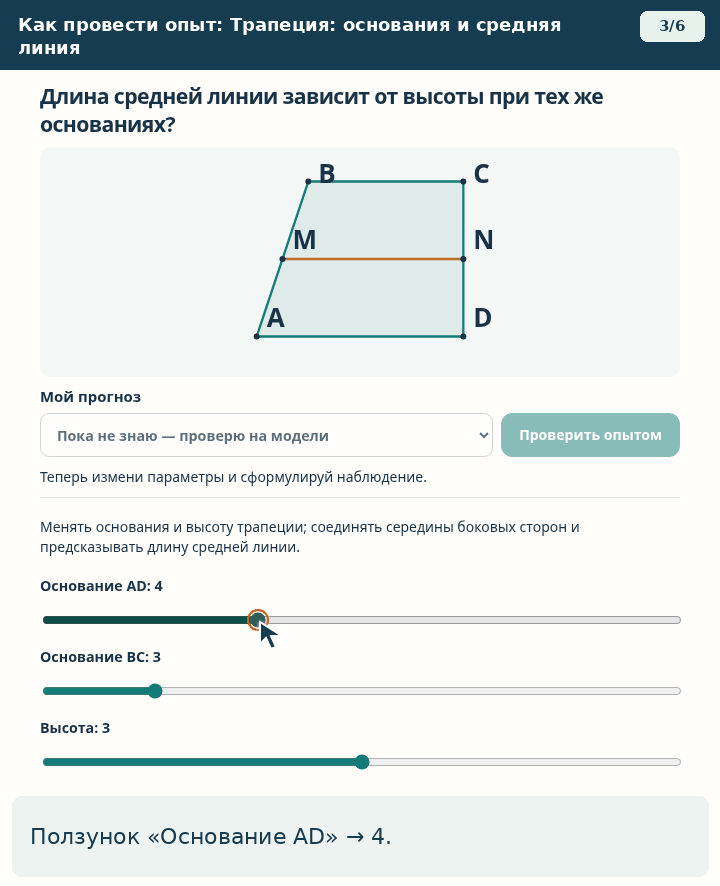 Как провести опыт: Трапеция: основания и средняя
линия
3/6
Длина средней линии зависит от высоты при тех же
основаниях?
B
C
M
N
A
D
Мой прогноз
Пока не знаю — проверю на модели
Проверить опытом
Теперь измени параметры и сформулируй наблюдение.
Менять основания и высоту трапеции; соединять середины боковых сторон и
предсказывать длину средней линии.
Основание AD: 4
Основание BC: 3
Высота: 3
Ползунок «Основание AD» → 4.